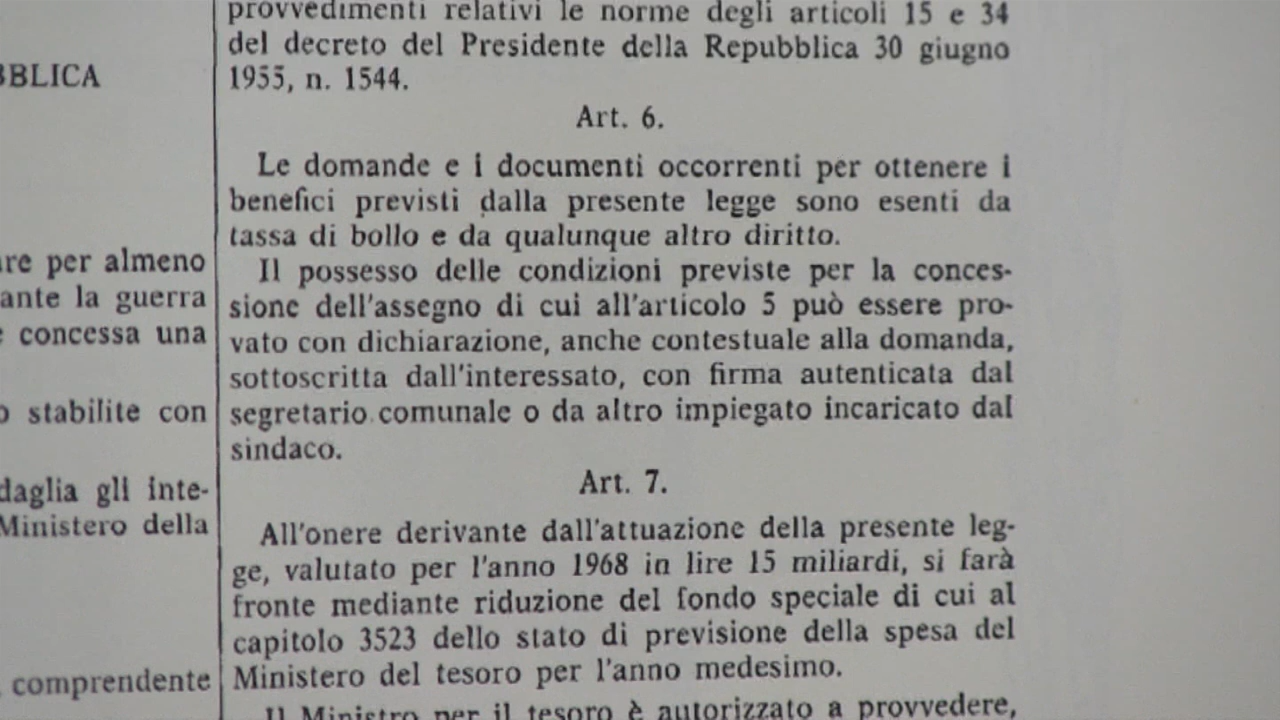 BBLICA
are per almeno
ante la guerra
concessa una
stabilite con
daglia gli inte-
Ministero della
comprendente
provvedimenti relativi le norme degli articoli 15 e 34
del decreto del Presidente della Repubblica 30 giugno
1955, n. 1544.
Art. 6.
Le domande e i documenti occorrenti per ottenere i
benefici previsti dalla presente legge sono esenti da
tassa di bollo e da qualunque altro diritto.
Il possesso delle condizioni previste per la conces-
sione dell'assegno di cui all'articolo 5 può essere pro-
vato con dichiarazione, anche contestuale alla domanda,
sottoscritta dall'interessato, con firma autenticata dal
segretario comunale o da altro impiegato incaricato dal
sindaco.
Art. 7.
All'onere derivante dall'attuazione della presente leg-
ge, valutato per l'anno 1968 in lire 15 miliardi, si farà
fronte mediante riduzione del fondo speciale di cui al
capitolo 3523 dello stato di previsione della spesa del
Ministero del tesoro per l'anno medesimo.
Il Ministro per il tesoro è autorizzato a provvedere,